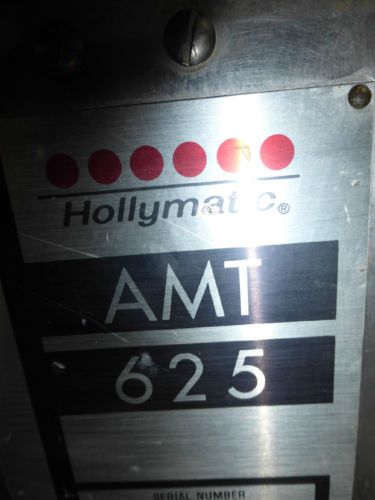 Hollymatic®
AMT
625
SERIAL NUMBER